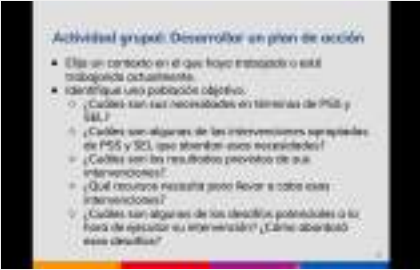 Actividad grupal: Desarrollar un plan de acción
• Elija un contexto en el que haya trabajado o esté
trabajando actualmente.
• Identifique una población objetivo.
○ ¿Cuáles son sus necesidades en términos de PSS y
SEL?
○ ¿Cuáles son algunas de las intervenciones apropiadas
de PSS y SEL que abordan esas necesidades?
○ ¿Cuáles son los resultados previstos de sus
intervenciones?
○ ¿Qué recursos necesita para llevar a cabo esas
intervenciones?
○ ¿Cuáles son algunos de los desafíos potenciales a la
hora de ejecutar su intervención? ¿Cómo abordará
esos desafíos?